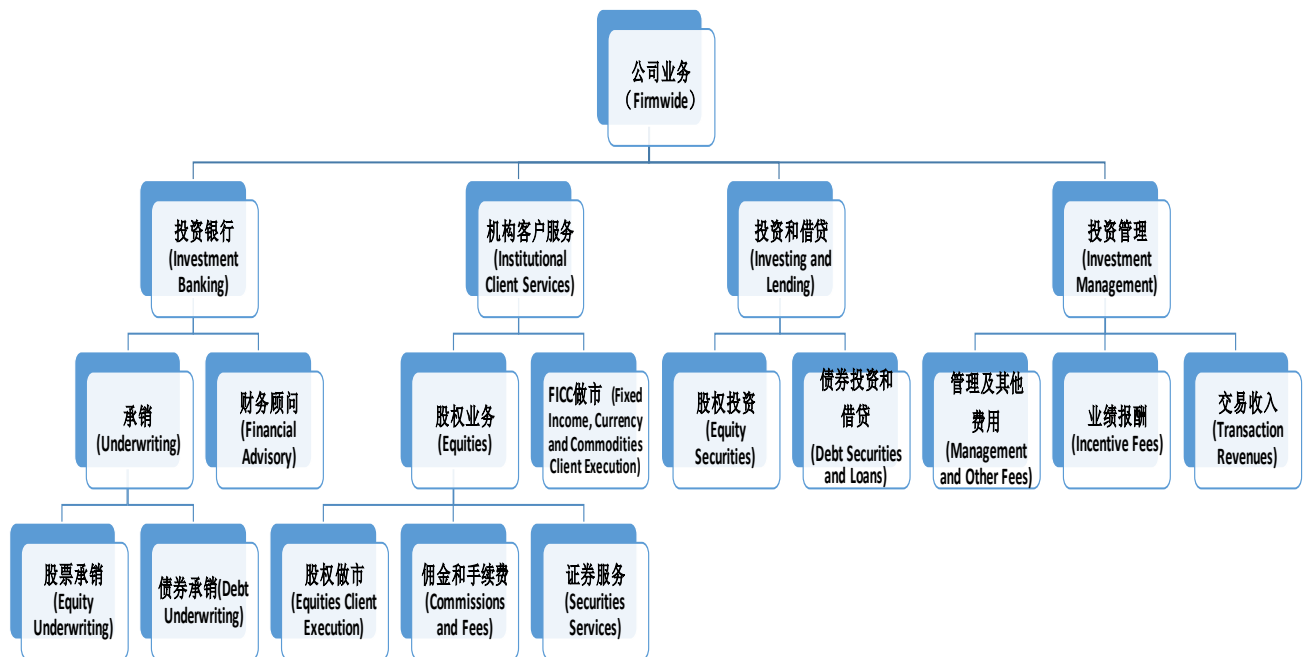 公司业务
（Firmwide）
投资银行
(Investment
Banking)
机构客户服务
(Institutional
Client Services)
投资和借贷
(Investing and
Lending)
投资管理
(Investment
Management)
承销
(Underwriting)
财务顾问
(Financial
Advisory)
股权业务
(Equities)
FICC做市 (Fixed
Income, Currency
and Commodities
Client Execution)
股权投资
(Equity
Securities)
债券投资和
借贷
(Debt Securities
and Loans)
管理及其他
费用
(Management
and Other Fees)
业绩报酬
(Incentive Fees)
交易收入
(Transaction
Revenues)
股票承销
(Equity
Underwriting)
债券承销(Debt
Underwriting)
股权做市
(Equities Client
Execution)
佣金和手续费
(Commissions
and Fees)
证券服务
(Securities
Services)